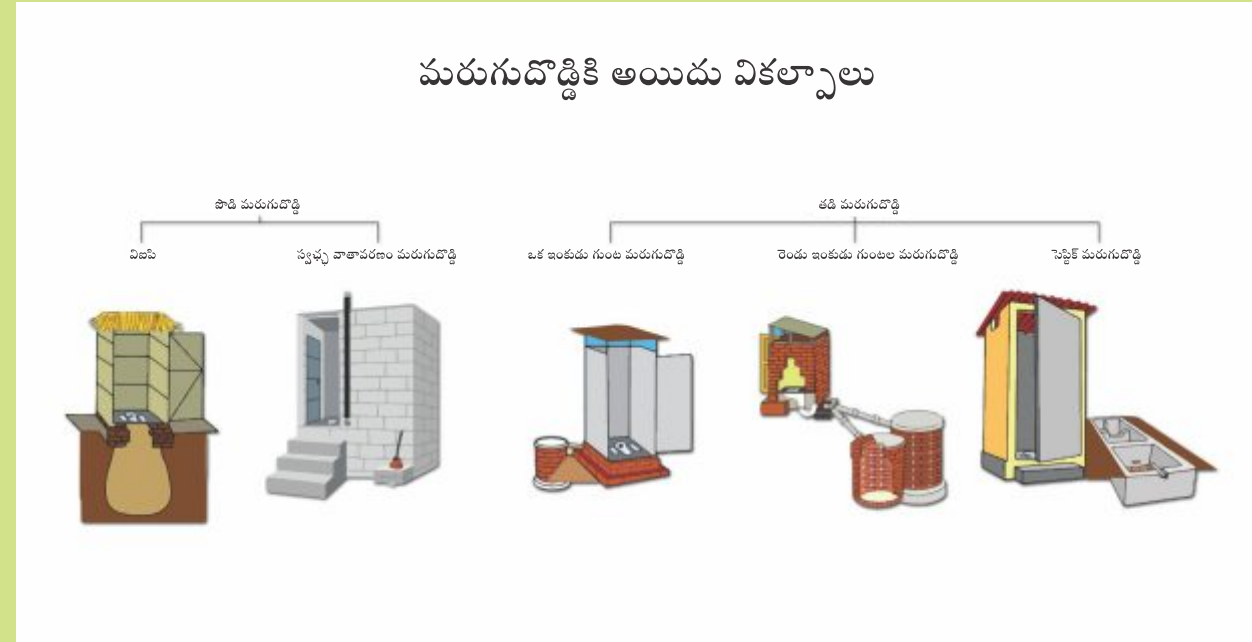 మరుగుదొడ్డికి అయిదు వికల్పాలు
పొడి మరుగుదొడ్డి
తడి మరుగుదొడ్డి
విఐపి
స్వచ్ఛ వాతావరణం మరుగుదొడ్డి
ఒక ఇంకుడు గుంట మరుగుదొడ్డి
రెండు ఇంకుడు గుంటల మరుగుదొడ్డి
సెప్టిక్ మరుగుదొడ్డి